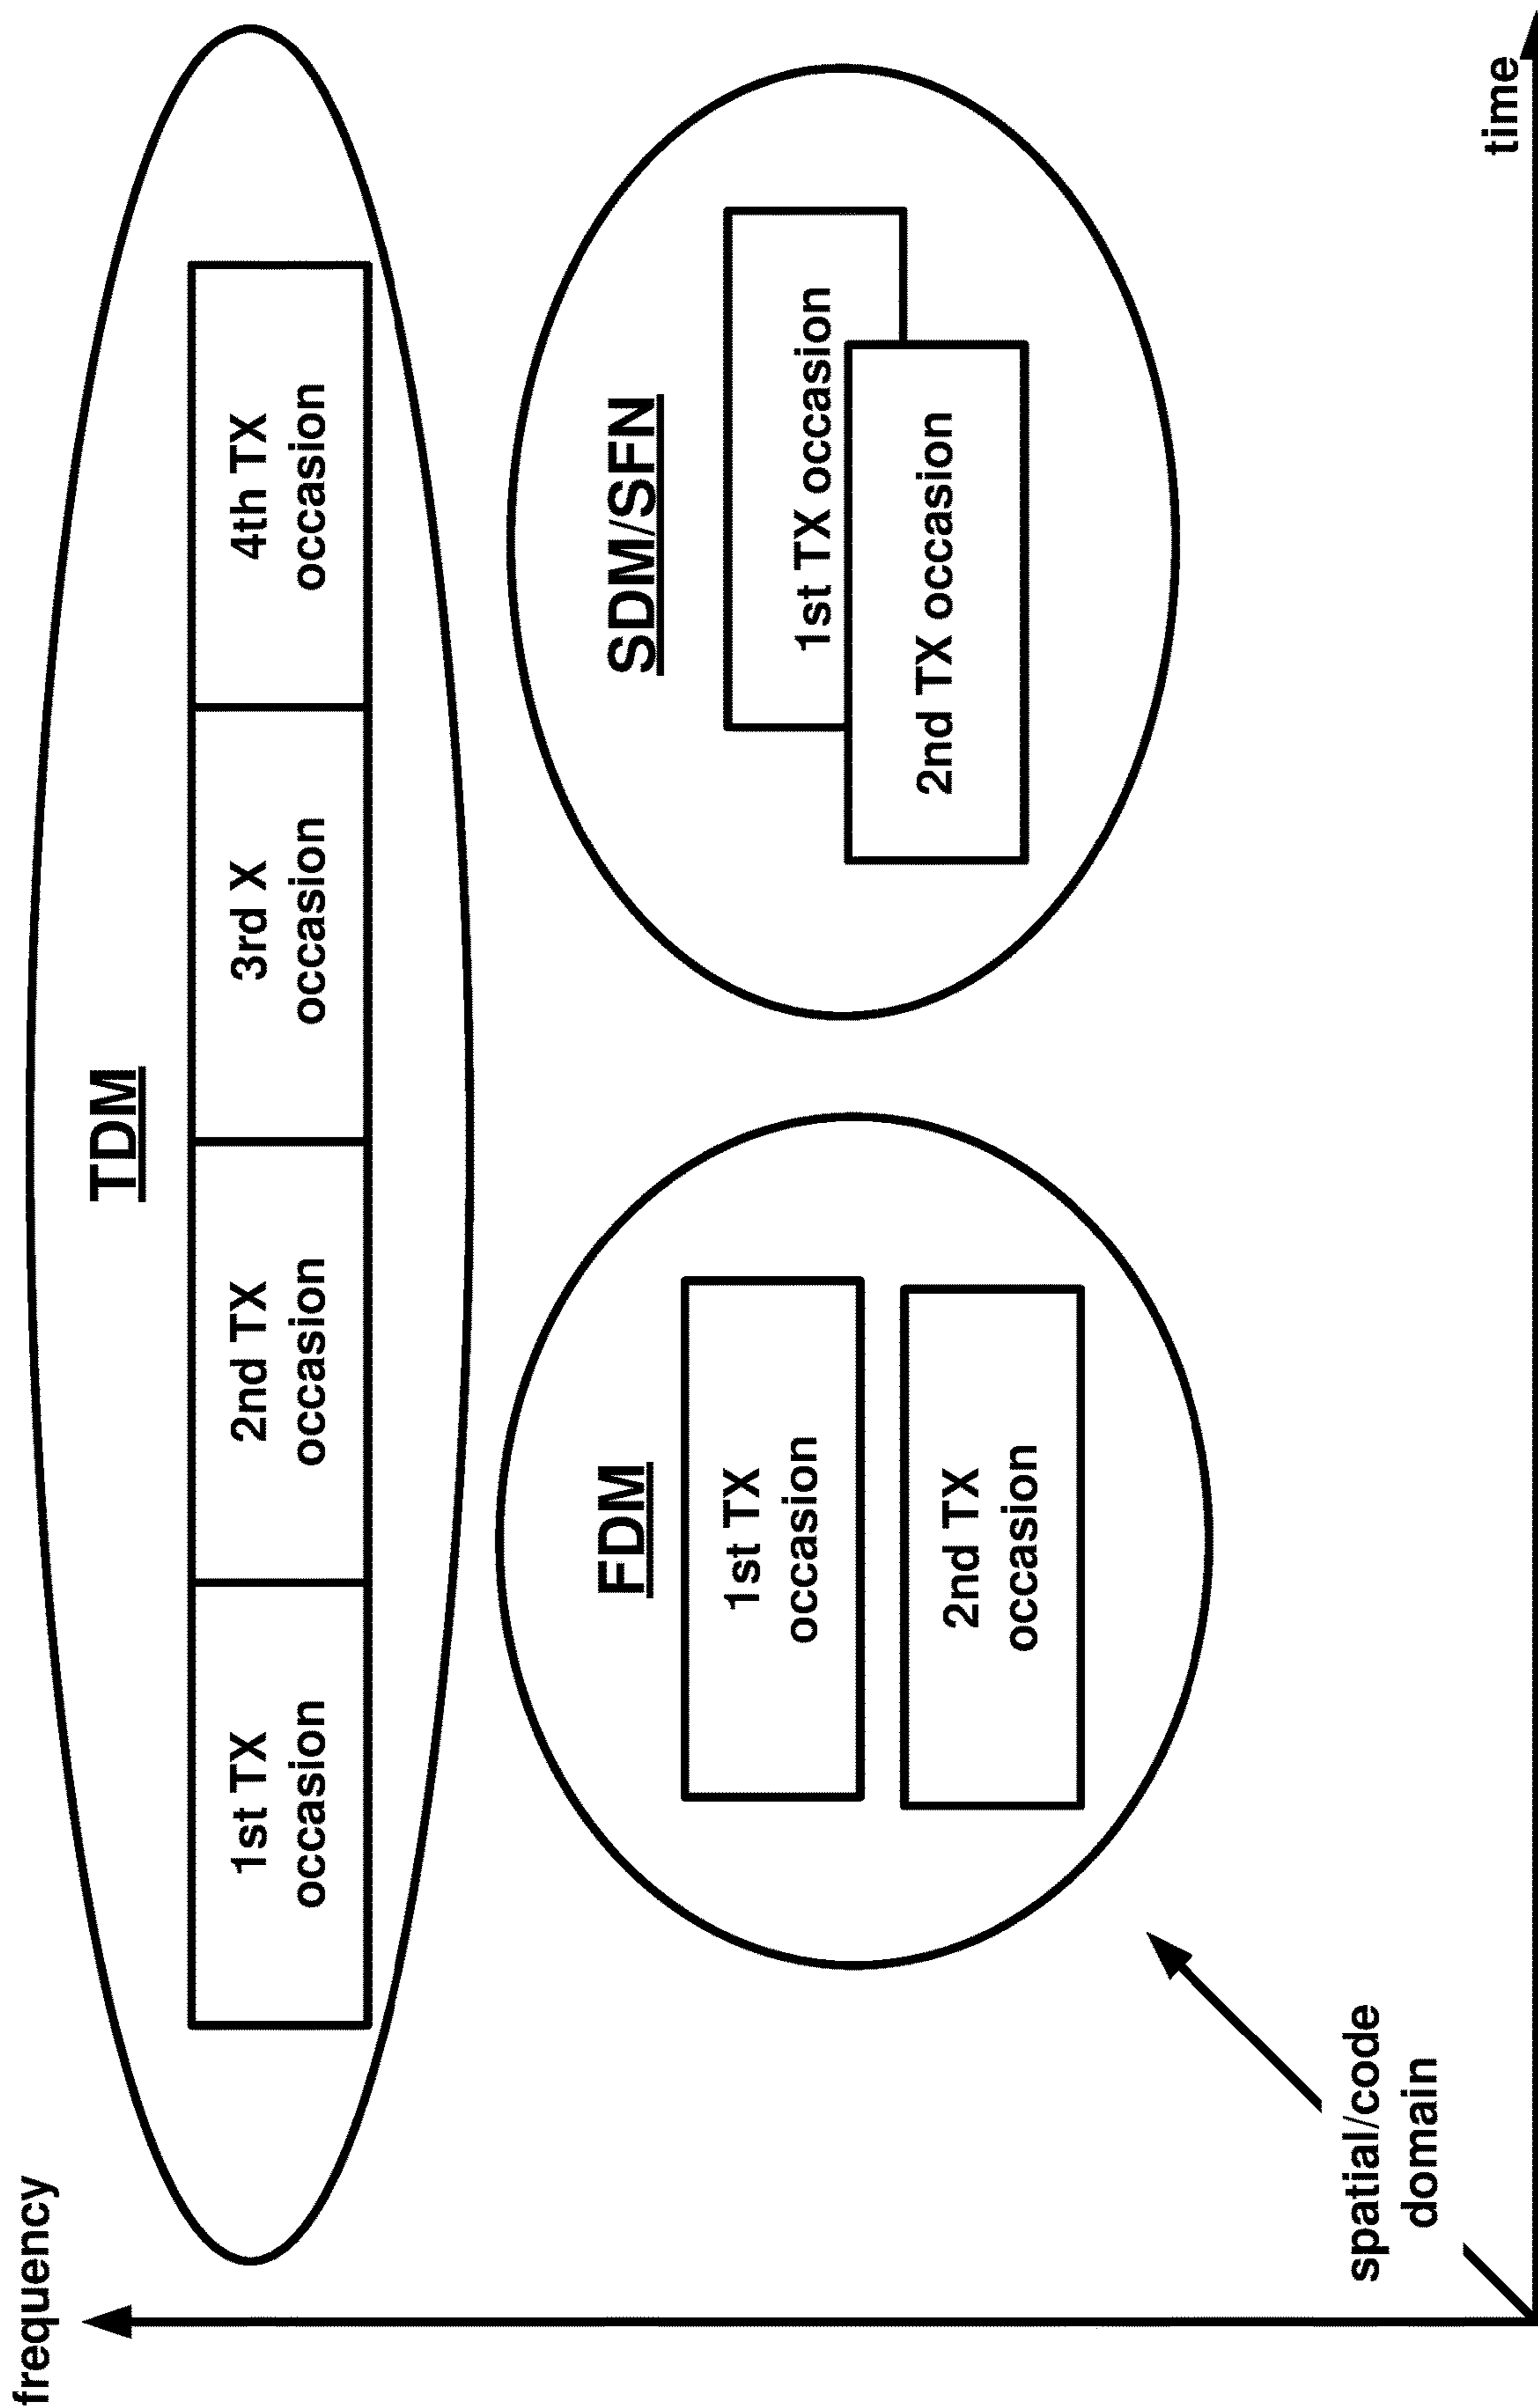 frequency
TDM
1st TX
occasion
2nd TX
occasion
3rd X
occasion
4th TX
occasion
FDM
1st TX
occasion
2nd TX
occasion
SDM/SFN
1st TX occasion
2nd TX occasion
spatial/code
domain
time